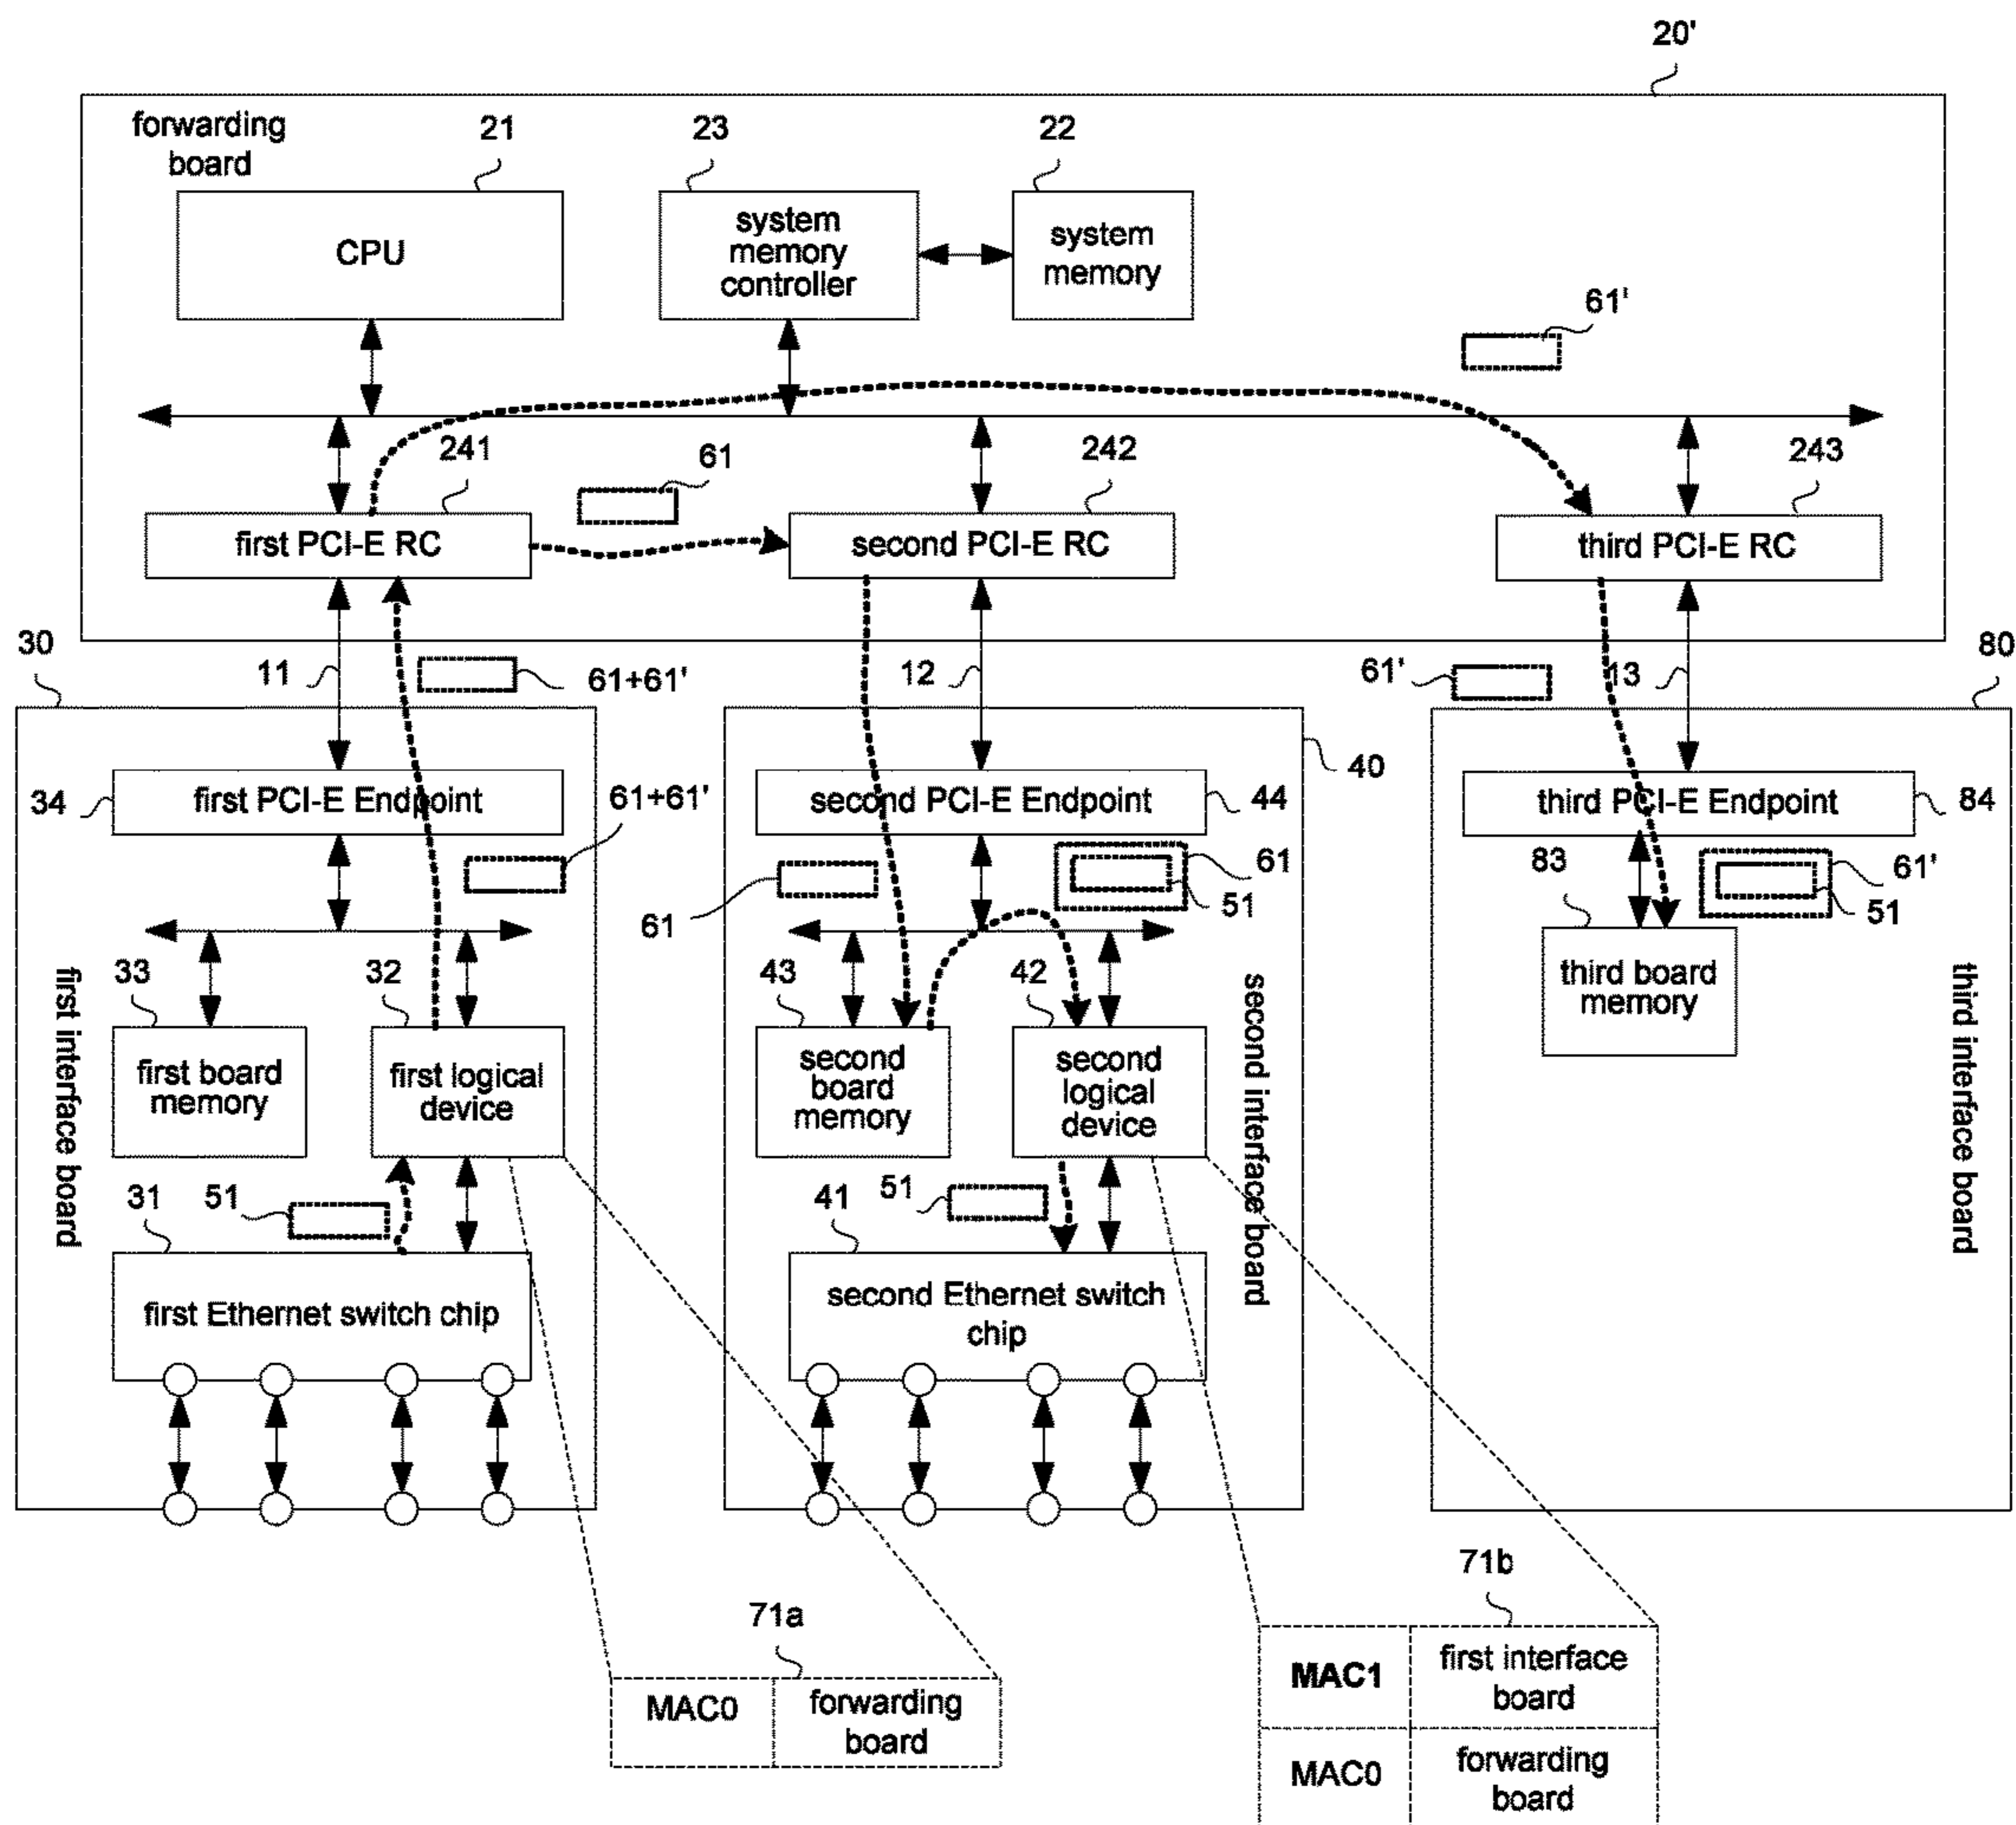 20'
forwarding
board
21
23
22
CPU
system
memory
controller
system
memory
61'
241
61
242
243
first PCI-E RC
second PCI-E RC
third PCI-E RC
30
11
61+61'
12
61'
13
80
40
34
first PCI-E Endpoint
61+61'
second PCI-E Endpoint
44
third PCI-E Endpoint
84
61
61
51
83
61'
51
first interface board
33
32
43
42
second interface board
third board
memory
third interface board
first board
memory
first logical
device
second
board
memory
second
logical
device
51
31
51
41
first Ethernet switch chip
second Ethernet switch
chip
71a
MAC0
forwarding
board
71b
MAC1
first interface
board
MAC0
forwarding
board